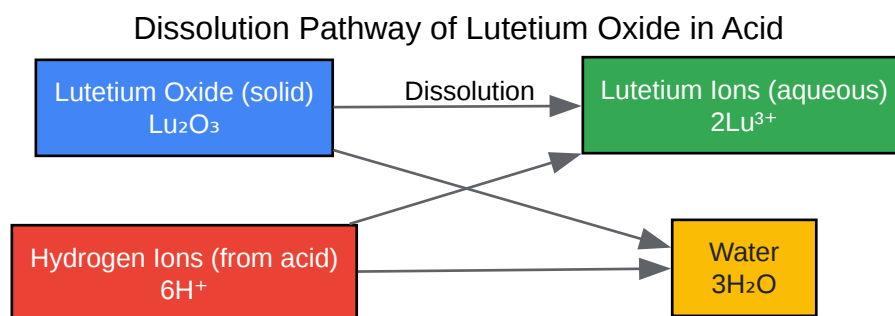 Dissolution Pathway of Lutetium Oxide in Acid
Lutetium Oxide (solid)
Lu₂O₃
Dissolution
Lutetium Ions (aqueous)
2Lu³⁺
Hydrogen Ions (from acid)
6H⁺
Water
3H₂O